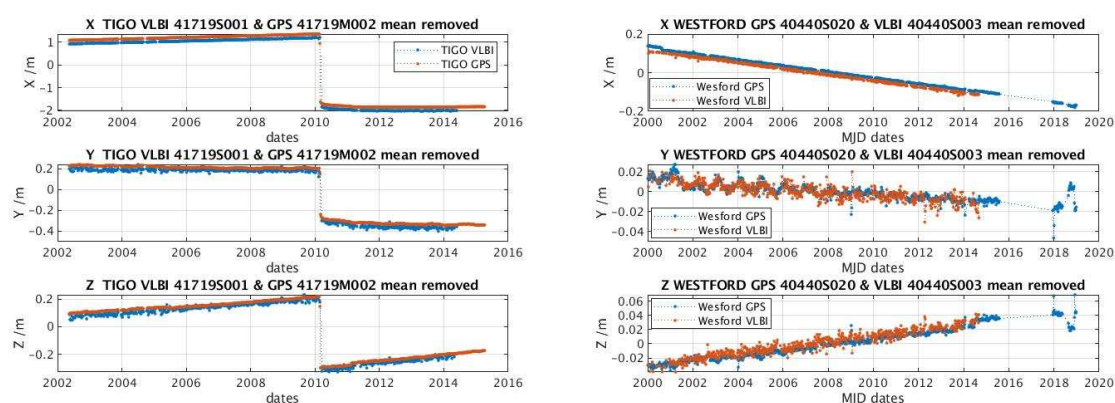 X  TIGO VLBI 41719S001 & GPS 41719M002 mean removed
1
0
-1
-2
X /m
TIGO VLBI
TIGO GPS
2002 2004 2006 2008 2010 2012 2014 2016
dates
Y  TIGO VLBI 41719S001 & GPS 41719M002 mean removed
0.2
0
-0.2
-0.4
Y /m
2002 2004 2006 2008 2010 2012 2014 2016
dates
Z  TIGO VLBI 41719S001 & GPS 41719M002 mean removed
0.2
0
-0.2
Z /m
2002 2004 2006 2008 2010 2012 2014 2016
dates
X WESTFORD GPS 40440S020 & VLBI 40440S003 mean removed
0.2
0
-0.2
X /m
Wesford GPS
Wesford VLBI
2000 2002 2004 2006 2008 2010 2012 2014 2016 2018 2020
MJD dates
Y WESTFORD GPS 40440S020 & VLBI 40440S003 mean removed
0.02
0
-0.02
-0.04
Y /m
Wesford GPS
Wesford VLBI
2000 2002 2004 2006 2008 2010 2012 2014 2016 2018 2020
MJD dates
Z WESTFORD GPS 40440S020 & VLBI 40440S003 mean removed
0.06
0.04
0.02
0
-0.02
Z /m
Wesford GPS
Wesford VLBI
2000 2002 2004 2006 2008 2010 2012 2014 2016 2018 2020
MJD dates